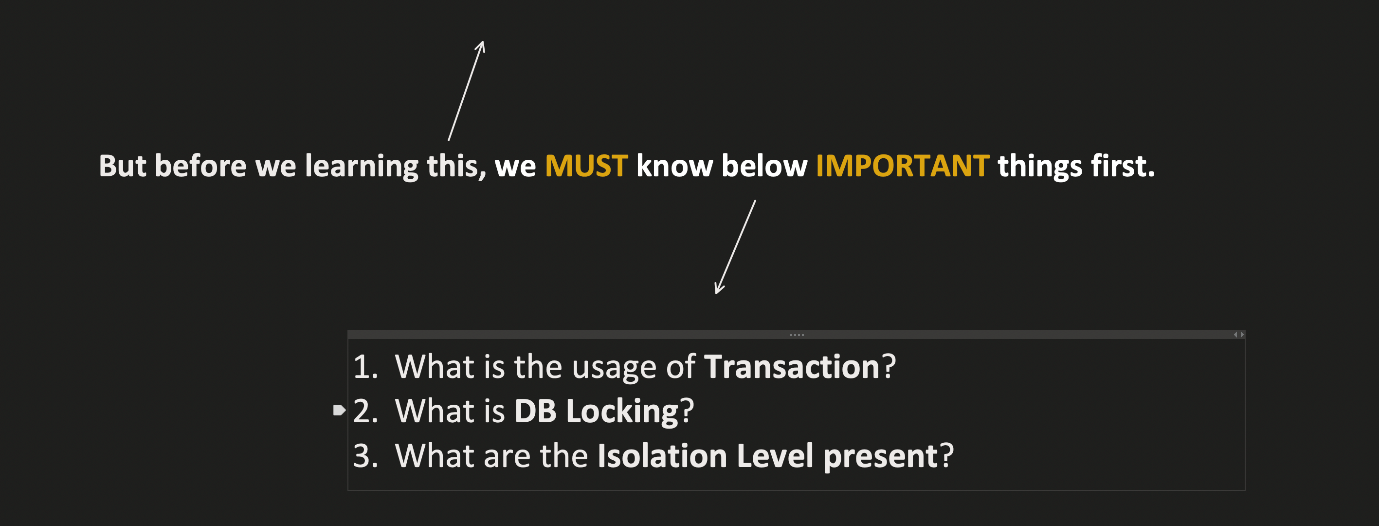 But before we learning this, we MUST know below IMPORTANT things first.
1. What is the usage of Transaction?
2. What is DB Locking?
3. What are the Isolation Level present?